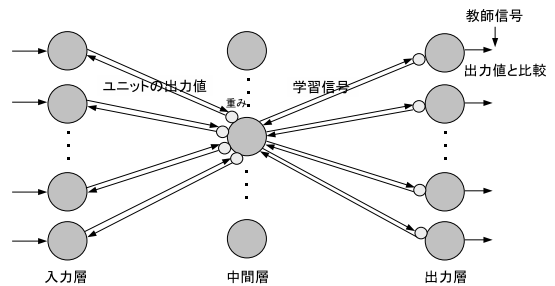 教師信号
出力値と比較
ユニットの出力値
学習信号
重み
入力層
中間層
出力層